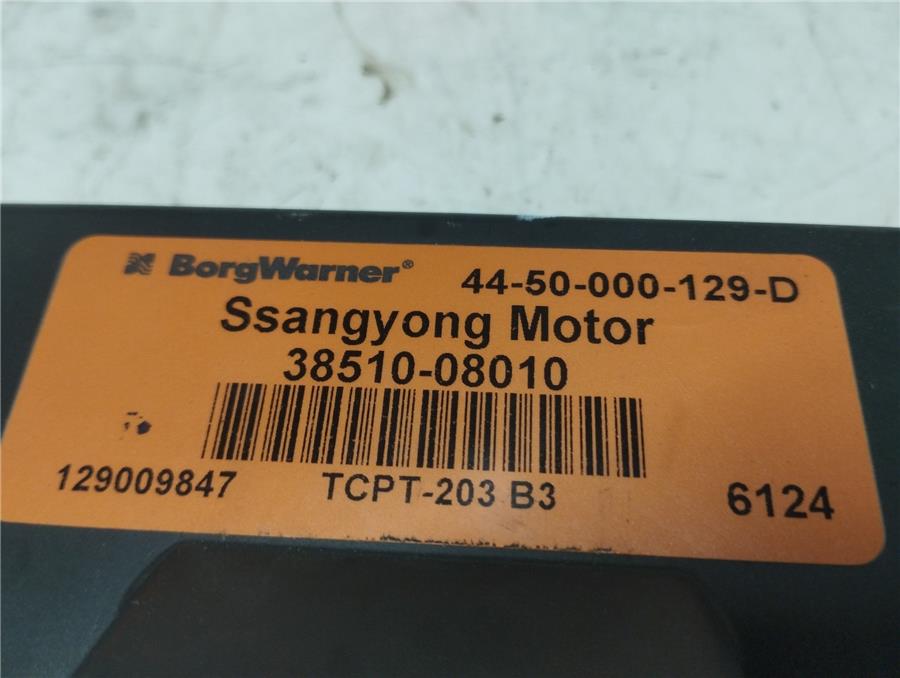 BorgWarner® 44-50-000-129-D
Ssangyong Motor
38510-08010
129009847 TCPT-203 B3 6124